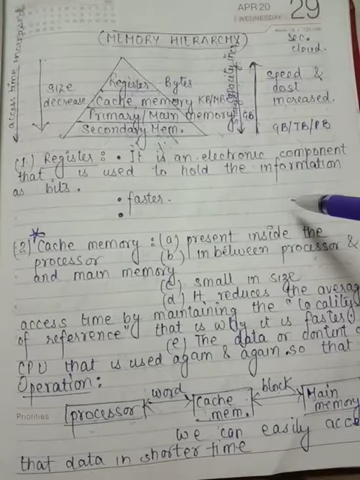 APR 20
WEDNESDAY 29
(MEMORY HIERARCHY)
sec.
cloud.
access time increased
size decrease
Register Bytes
Cache memory KB/MB
Primary/Main memory GB
Secondary Mem.
speed & cost increased.
GB/TB/PB
(1) Register : • It is an electronic component
that is used to hold the information
as bits.
• faster.
•
(2) Cache memory : (a) present inside the
processor (b) in between processor &
and main memory
(c) small in size
(d) It reduces the average
access time by maintaining the "locality
of referrence" that is why it is faster()
(e) The data or content o
CPU that is used again & again. so that
Operation:
processor word Cache mem. block Main memory
Priorities
we can easily acce
that data in shorter time